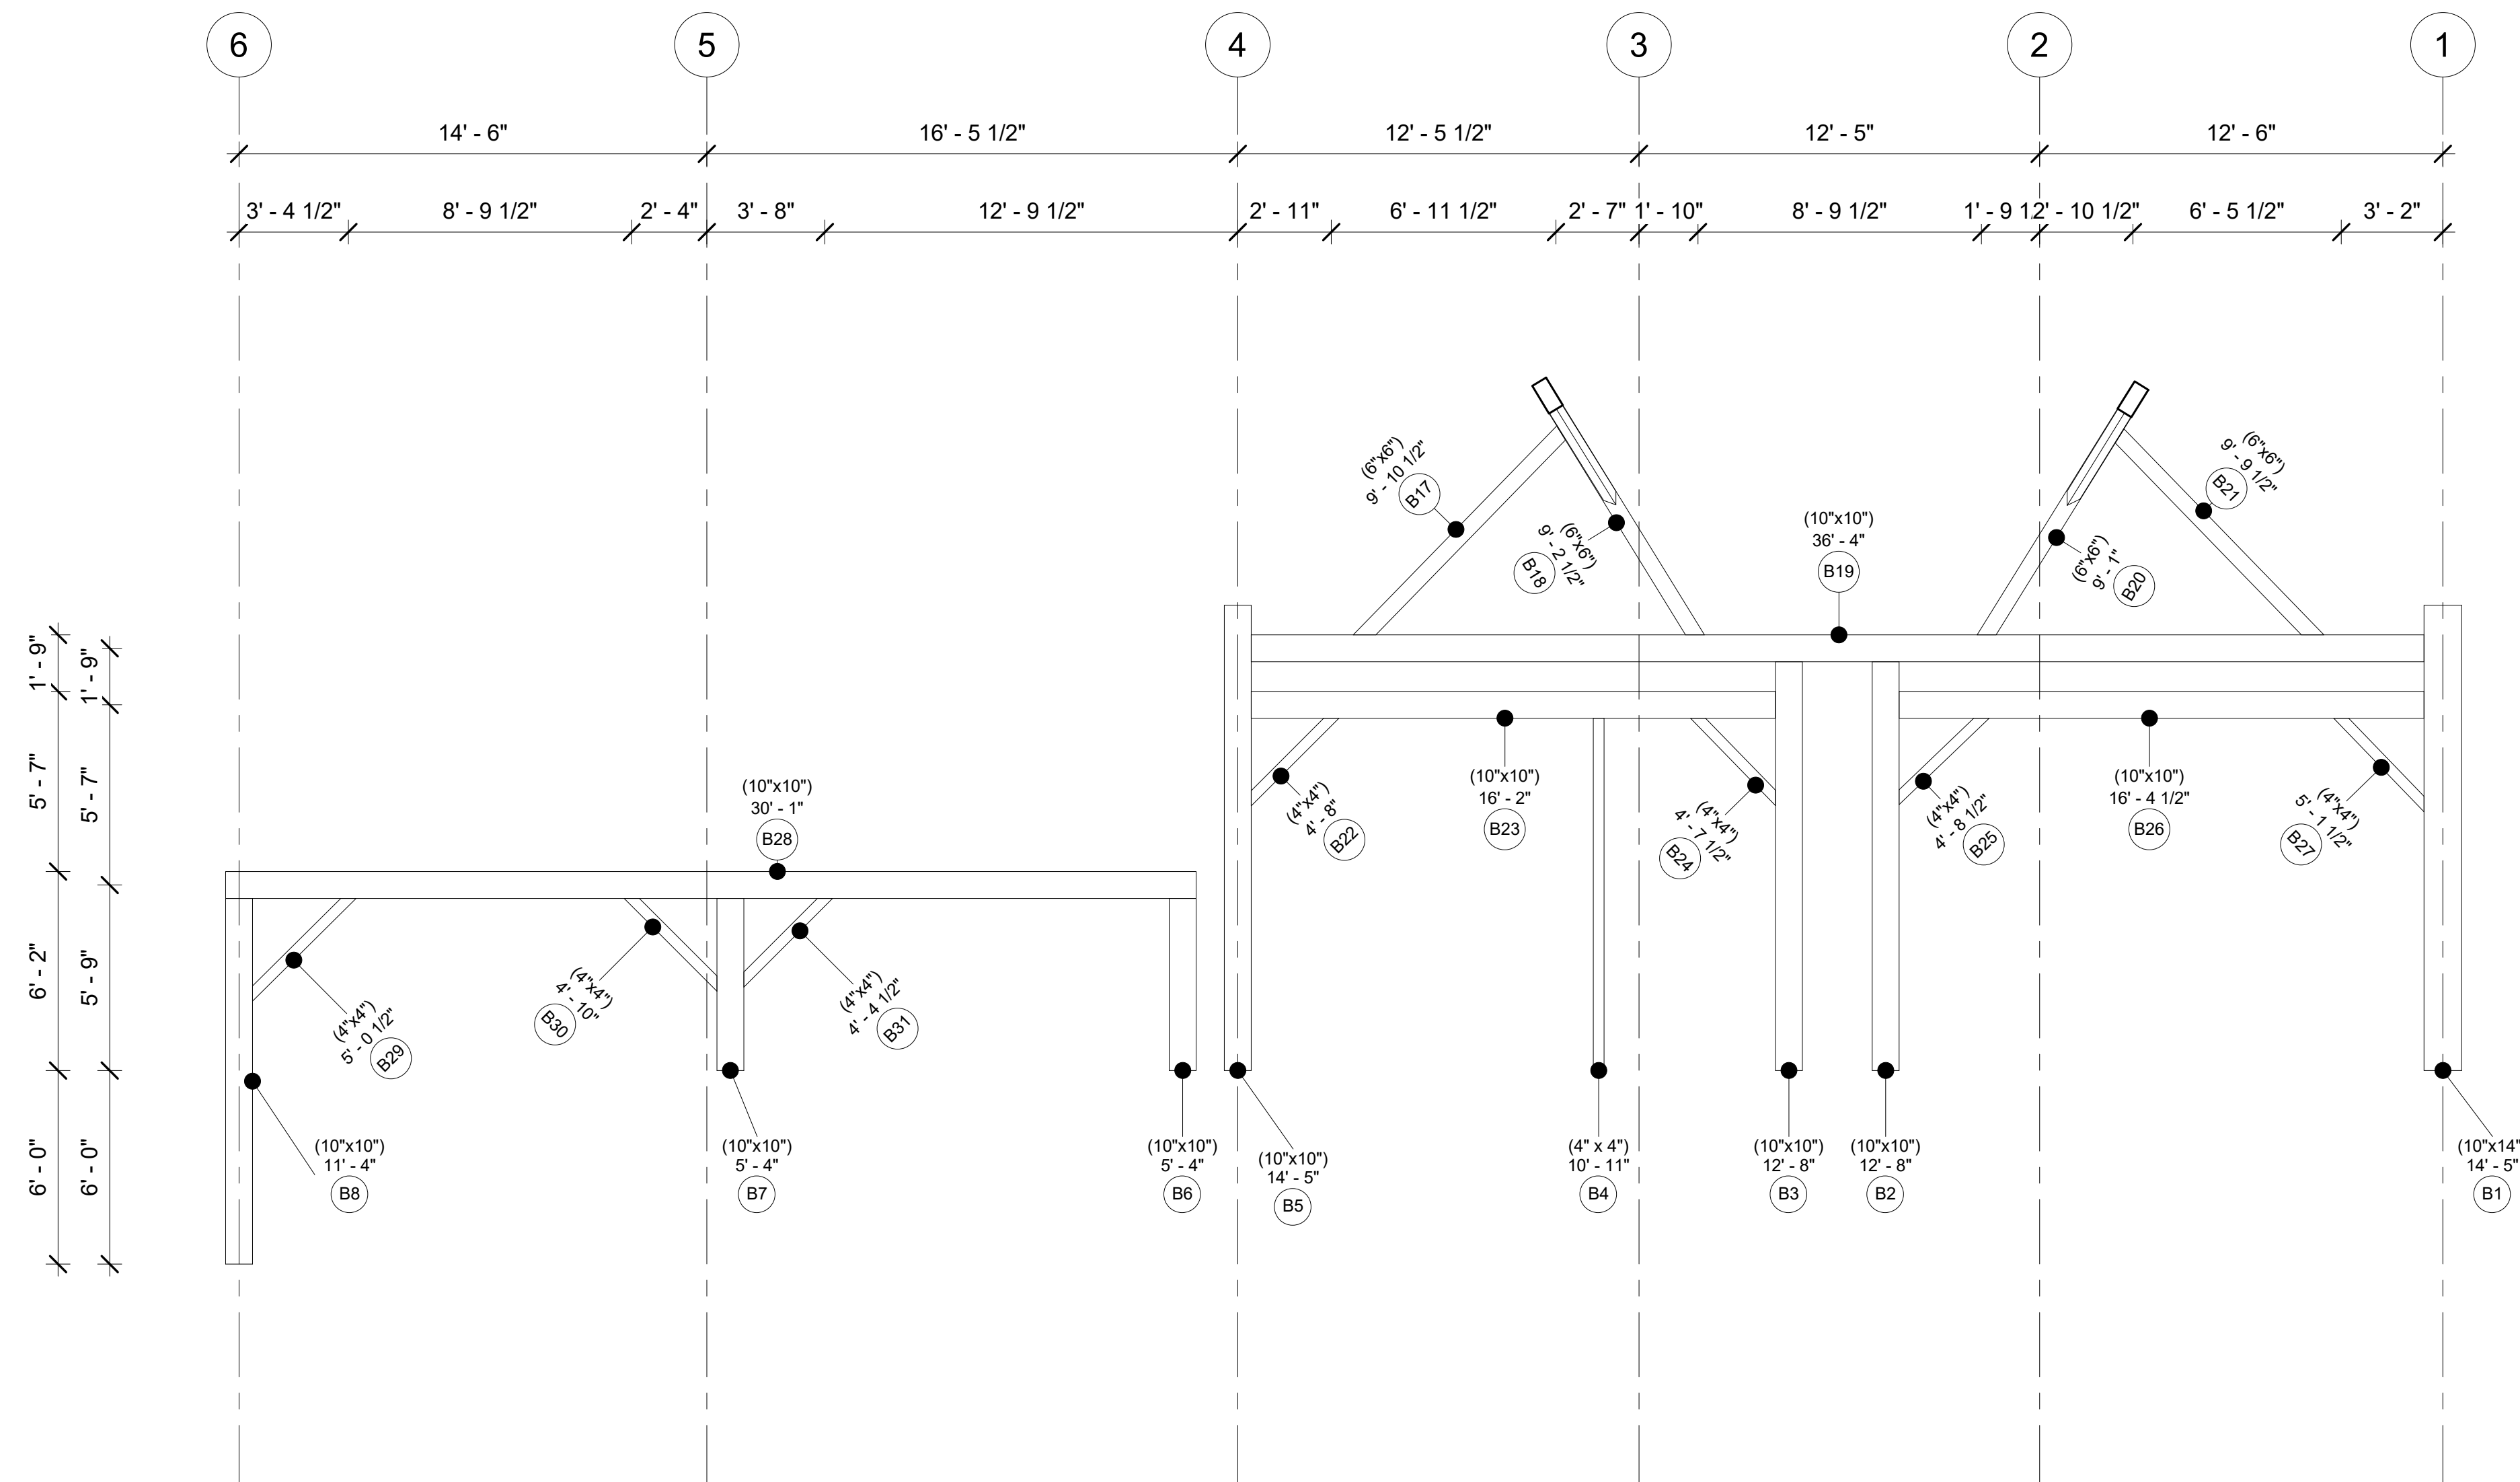 6
5
4
3
2
1
14' - 6"
16' - 5 1/2"
12' - 5 1/2"
12' - 5"
12' - 6"
3' - 4 1/2"
8' - 9 1/2"
2' - 4"
3' - 8"
12' - 9 1/2"
2' - 11"
6' - 11 1/2"
2' - 7"
1' - 10"
8' - 9 1/2"
1' - 9 1
2' - 10 1/2"
6' - 5 1/2"
3' - 2"
(6"x6")
9' - 10 1/2"
B17
(6"x6")
9' - 2 1/2"
B18
(10"x10")
36' - 4"
B19
(6"x6")
9' - 1"
B20
(6"x6")
9' - 9 1/2"
B21
1' - 9"
1' - 9"
5' - 7"
5' - 7"
6' - 2"
5' - 9"
6' - 0"
6' - 0"
(10"x10")
30' - 1"
B28
(4"x4")
4' - 8"
B22
(10"x10")
16' - 2"
B23
(4"x4")
4' - 7 1/2"
B24
(4"x4")
4' - 8 1/2"
B25
(10"x10")
16' - 4 1/2"
B26
(4"x4")
5' - 1 1/2"
B27
(4"x4")
5' - 0 1/2"
B29
(4"x4")
4' - 10"
B30
(4"x4")
4' - 4 1/2"
B31
(10"x10")
11' - 4"
B8
(10"x10")
5' - 4"
B7
(10"x10")
5' - 4"
B6
(10"x10")
14' - 5"
B5
(4" x 4")
10' - 11"
B4
(10"x10")
12' - 8"
B3
(10"x10")
12' - 8"
B2
(10"x14"
14' - 5"
B1